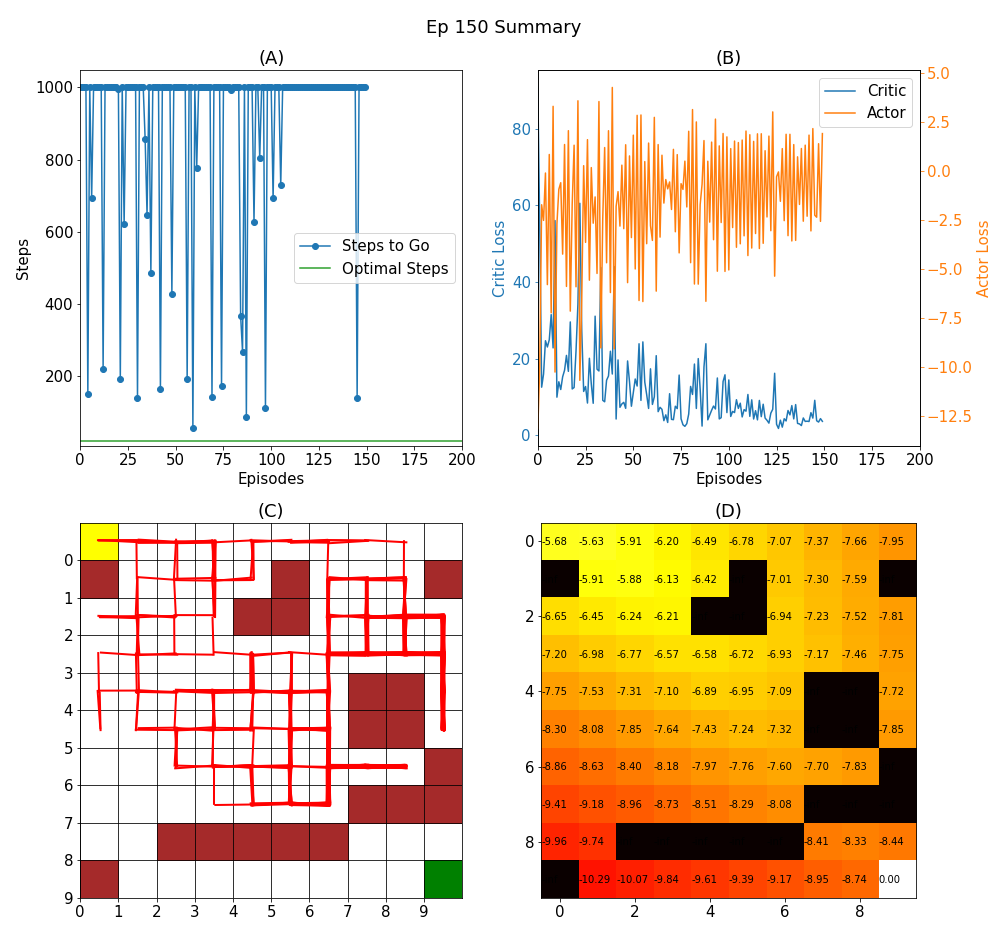 Ep 150 Summary
(A)
1000
800
600
400
200
Steps
Steps to Go
Optimal Steps
0 25 50 75 100 125 150 175 200
Episodes
(B)
80
60
40
20
0
Critic Loss
Critic
Actor
5.0
2.5
0.0
−2.5
−5.0
−7.5
−10.0
−12.5
Actor Loss
0 25 50 75 100 125 150 175 200
Episodes
(C)
0
1
2
3
4
5
6
7
8
9
0 1 2 3 4 5 6 7 8 9
(D)
0 -5.68 -5.63 -5.91 -6.20 -6.49 -6.78 -7.07 -7.37 -7.66 -7.95
-5.91 -5.88 -6.13 -6.42 -7.01 -7.30 -7.59
2 -6.65 -6.45 -6.24 -6.21 -6.94 -7.23 -7.52 -7.81
-7.20 -6.98 -6.77 -6.57 -6.58 -6.72 -6.93 -7.17 -7.46 -7.75
4 -7.75 -7.53 -7.31 -7.10 -6.89 -6.95 -7.09 -7.72
-8.30 -8.08 -7.85 -7.64 -7.43 -7.24 -7.32 -7.85
6 -8.86 -8.63 -8.40 -8.18 -7.97 -7.76 -7.60 -7.70 -7.83
-9.41 -9.18 -8.96 -8.73 -8.51 -8.29 -8.08
8 -9.96 -9.74 -8.41 -8.33 -8.44
-10.29 -10.07 -9.84 -9.61 -9.39 -9.17 -8.95 -8.74 0.00
0 2 4 6 8